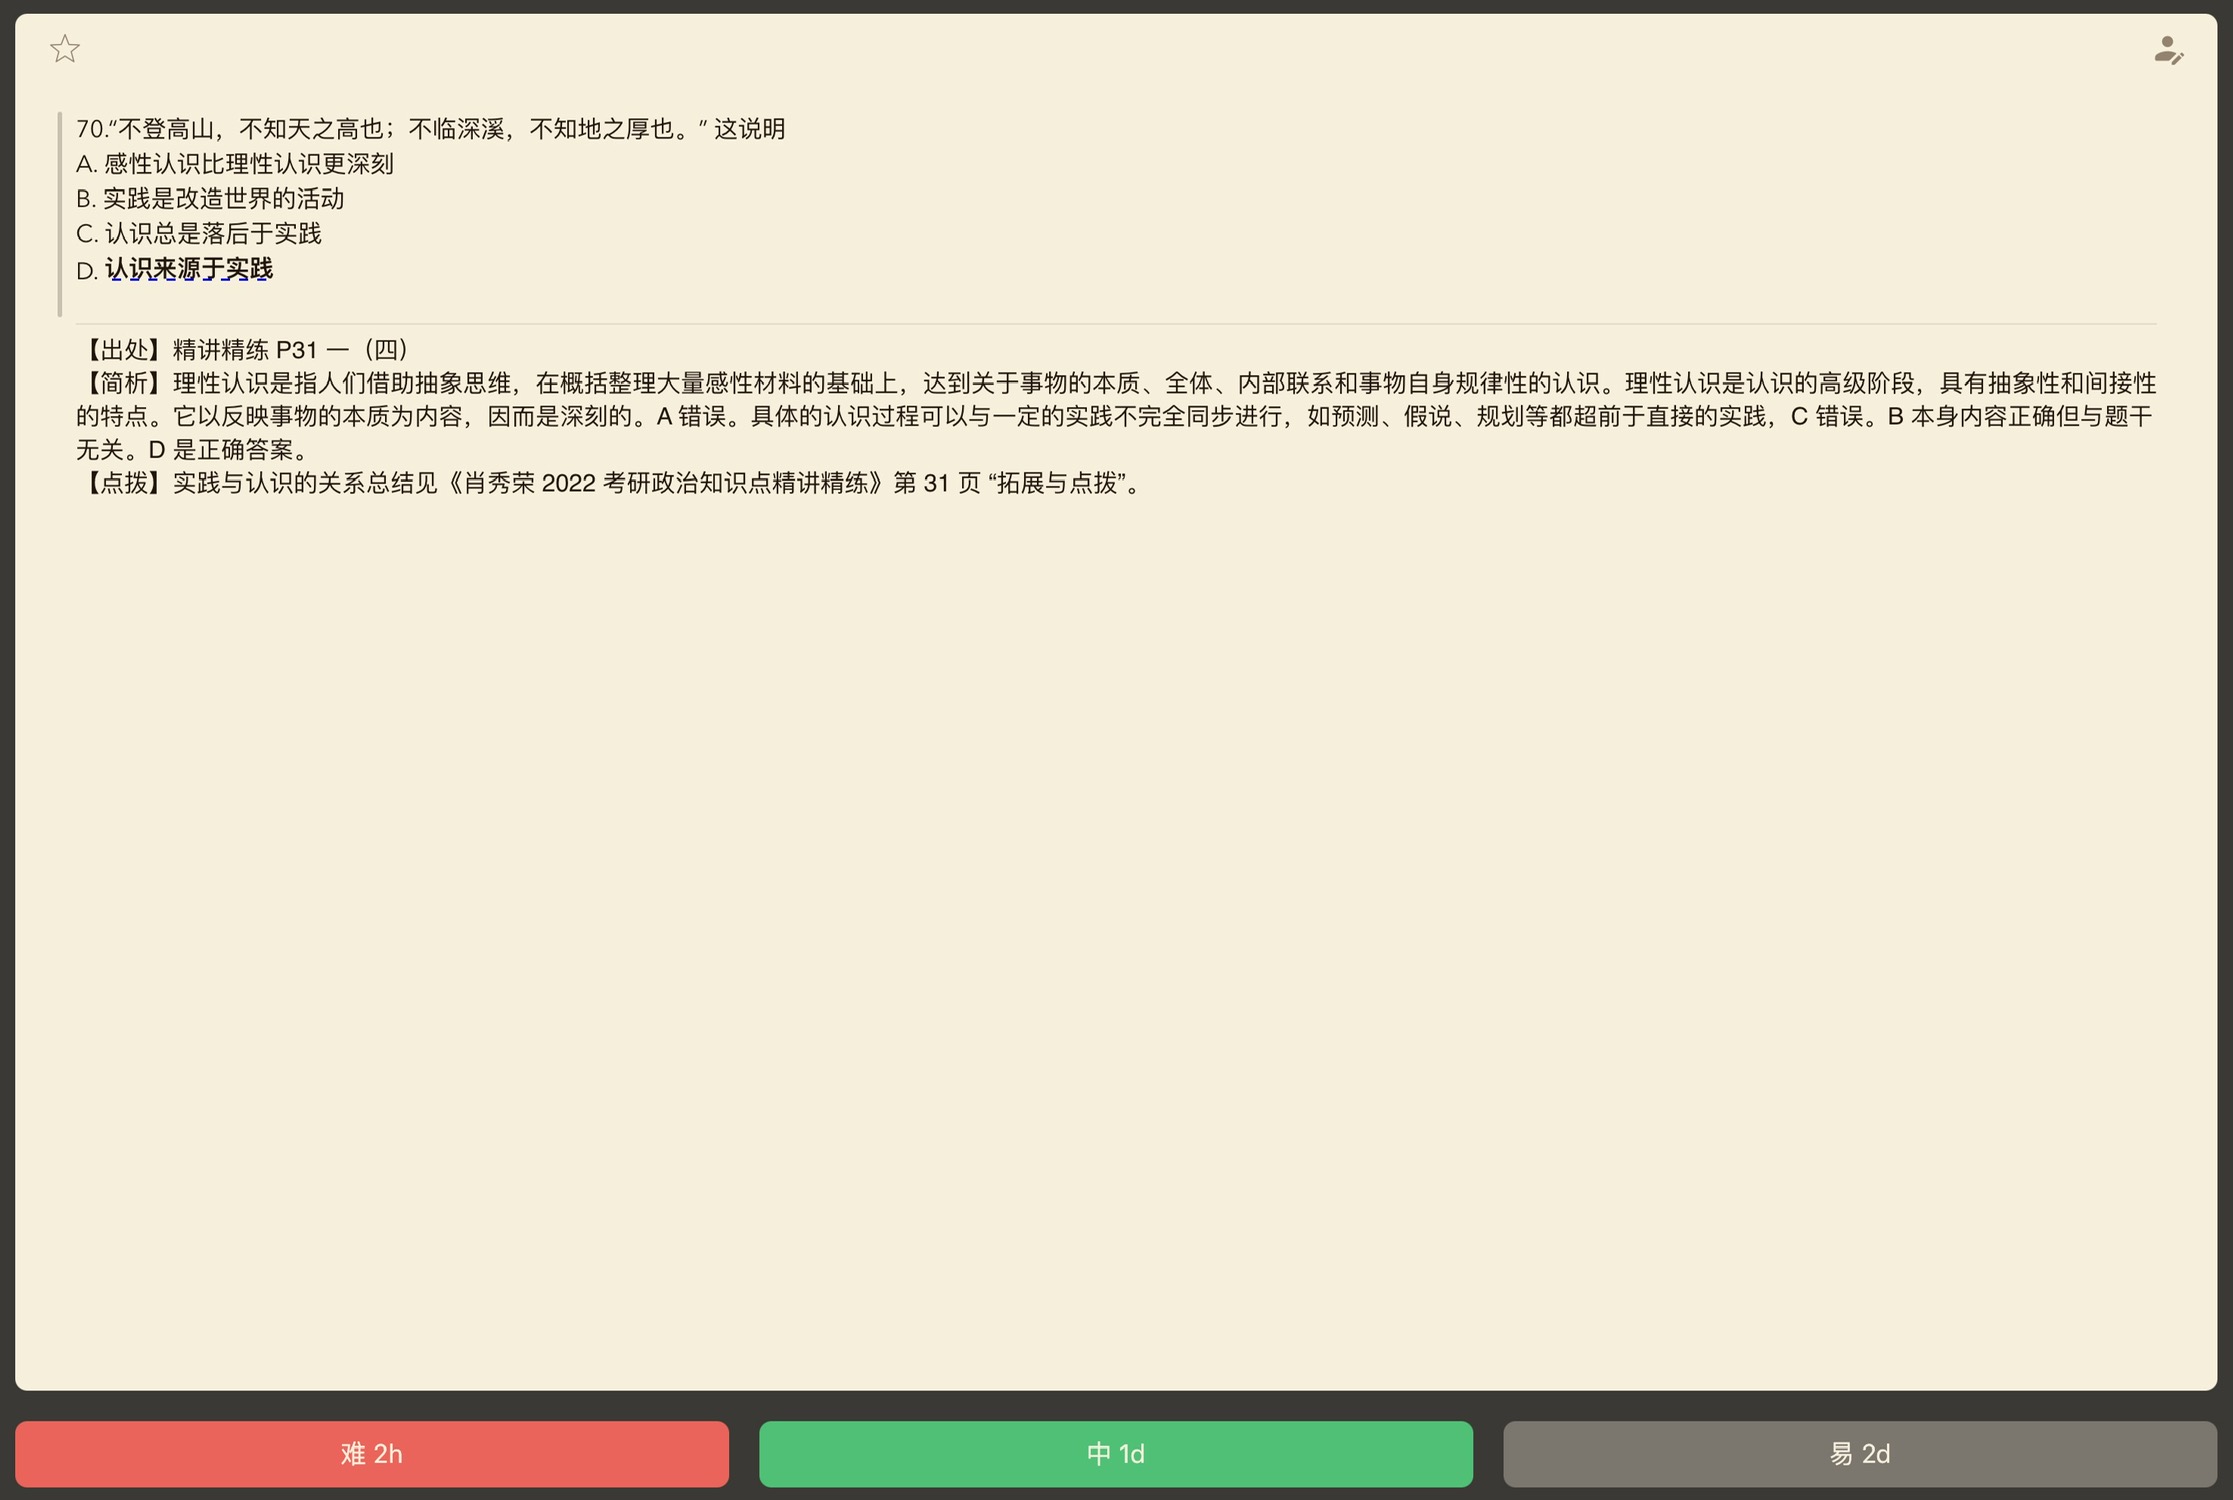 70.“不登高山，不知天之高也；不临深溪，不知地之厚也。” 这说明
A. 感性认识比理性认识更深刻
B. 实践是改造世界的活动
C. 认识总是落后于实践
D. 认识来源于实践
【出处】精讲精练 P31 一（四）
【简析】理性认识是指人们借助抽象思维，在概括整理大量感性材料的基础上，达到关于事物的本质、全体、内部联系和事物自身规律性的认识。理性认识是认识的高级阶段，具有抽象性和间接性
的特点。它以反映事物的本质为内容，因而是深刻的。A 错误。具体的认识过程可以与一定的实践不完全同步进行，如预测、假说、规划等都超前于直接的实践，C 错误。B 本身内容正确但与题干
无关。D 是正确答案。
【点拨】实践与认识的关系总结见《肖秀荣 2022 考研政治知识点精讲精练》第 31 页 “拓展与点拨”。
难 2h
中 1d
易 2d